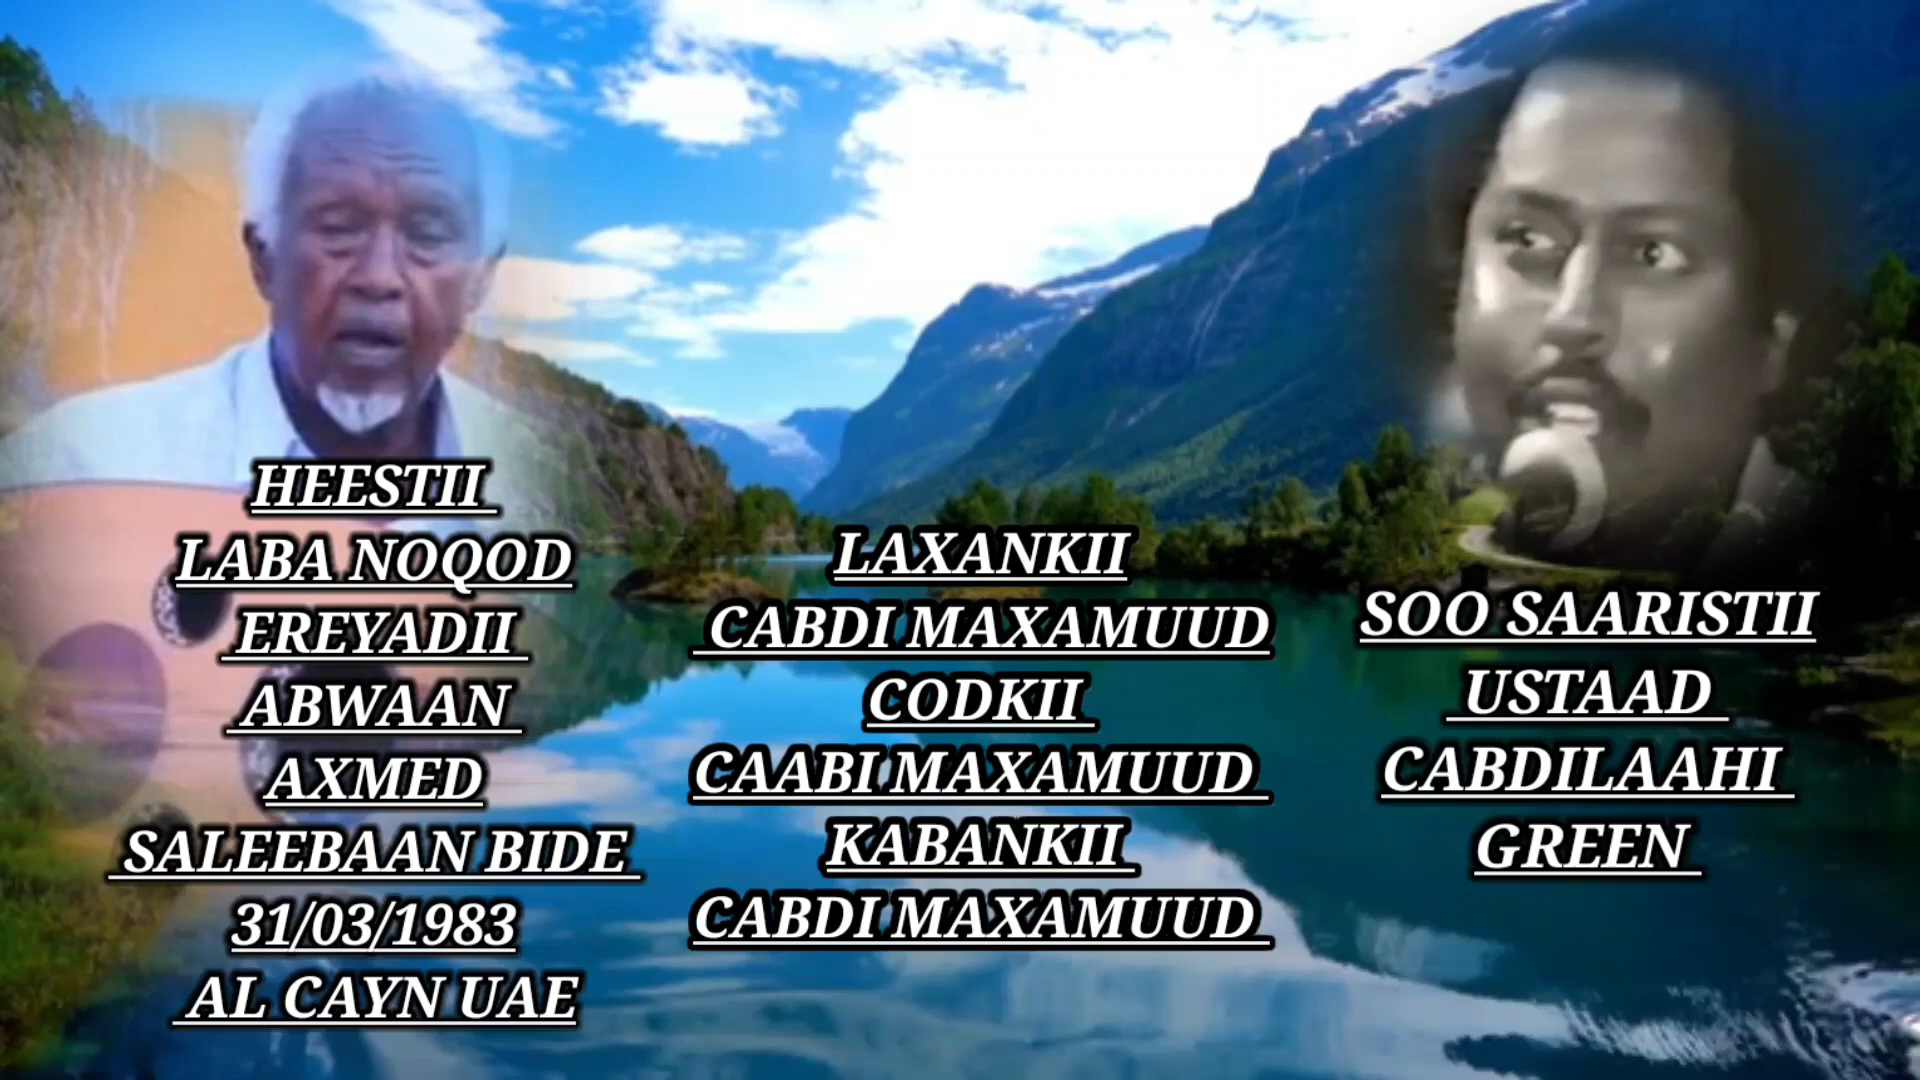 HEESTII
LABA NOQOD
EREYADII
ABWAAN
AXMED
SALEEBAAN BIDE
31/03/1983
AL CAYN UAE
LAXANKII
CABDI MAXAMUUD
CODKII
CAABI MAXAMUUD
KABANKII
CABDI MAXAMUUD
SOO SAARISTII
USTAAD
CABDILAAHI
GREEN